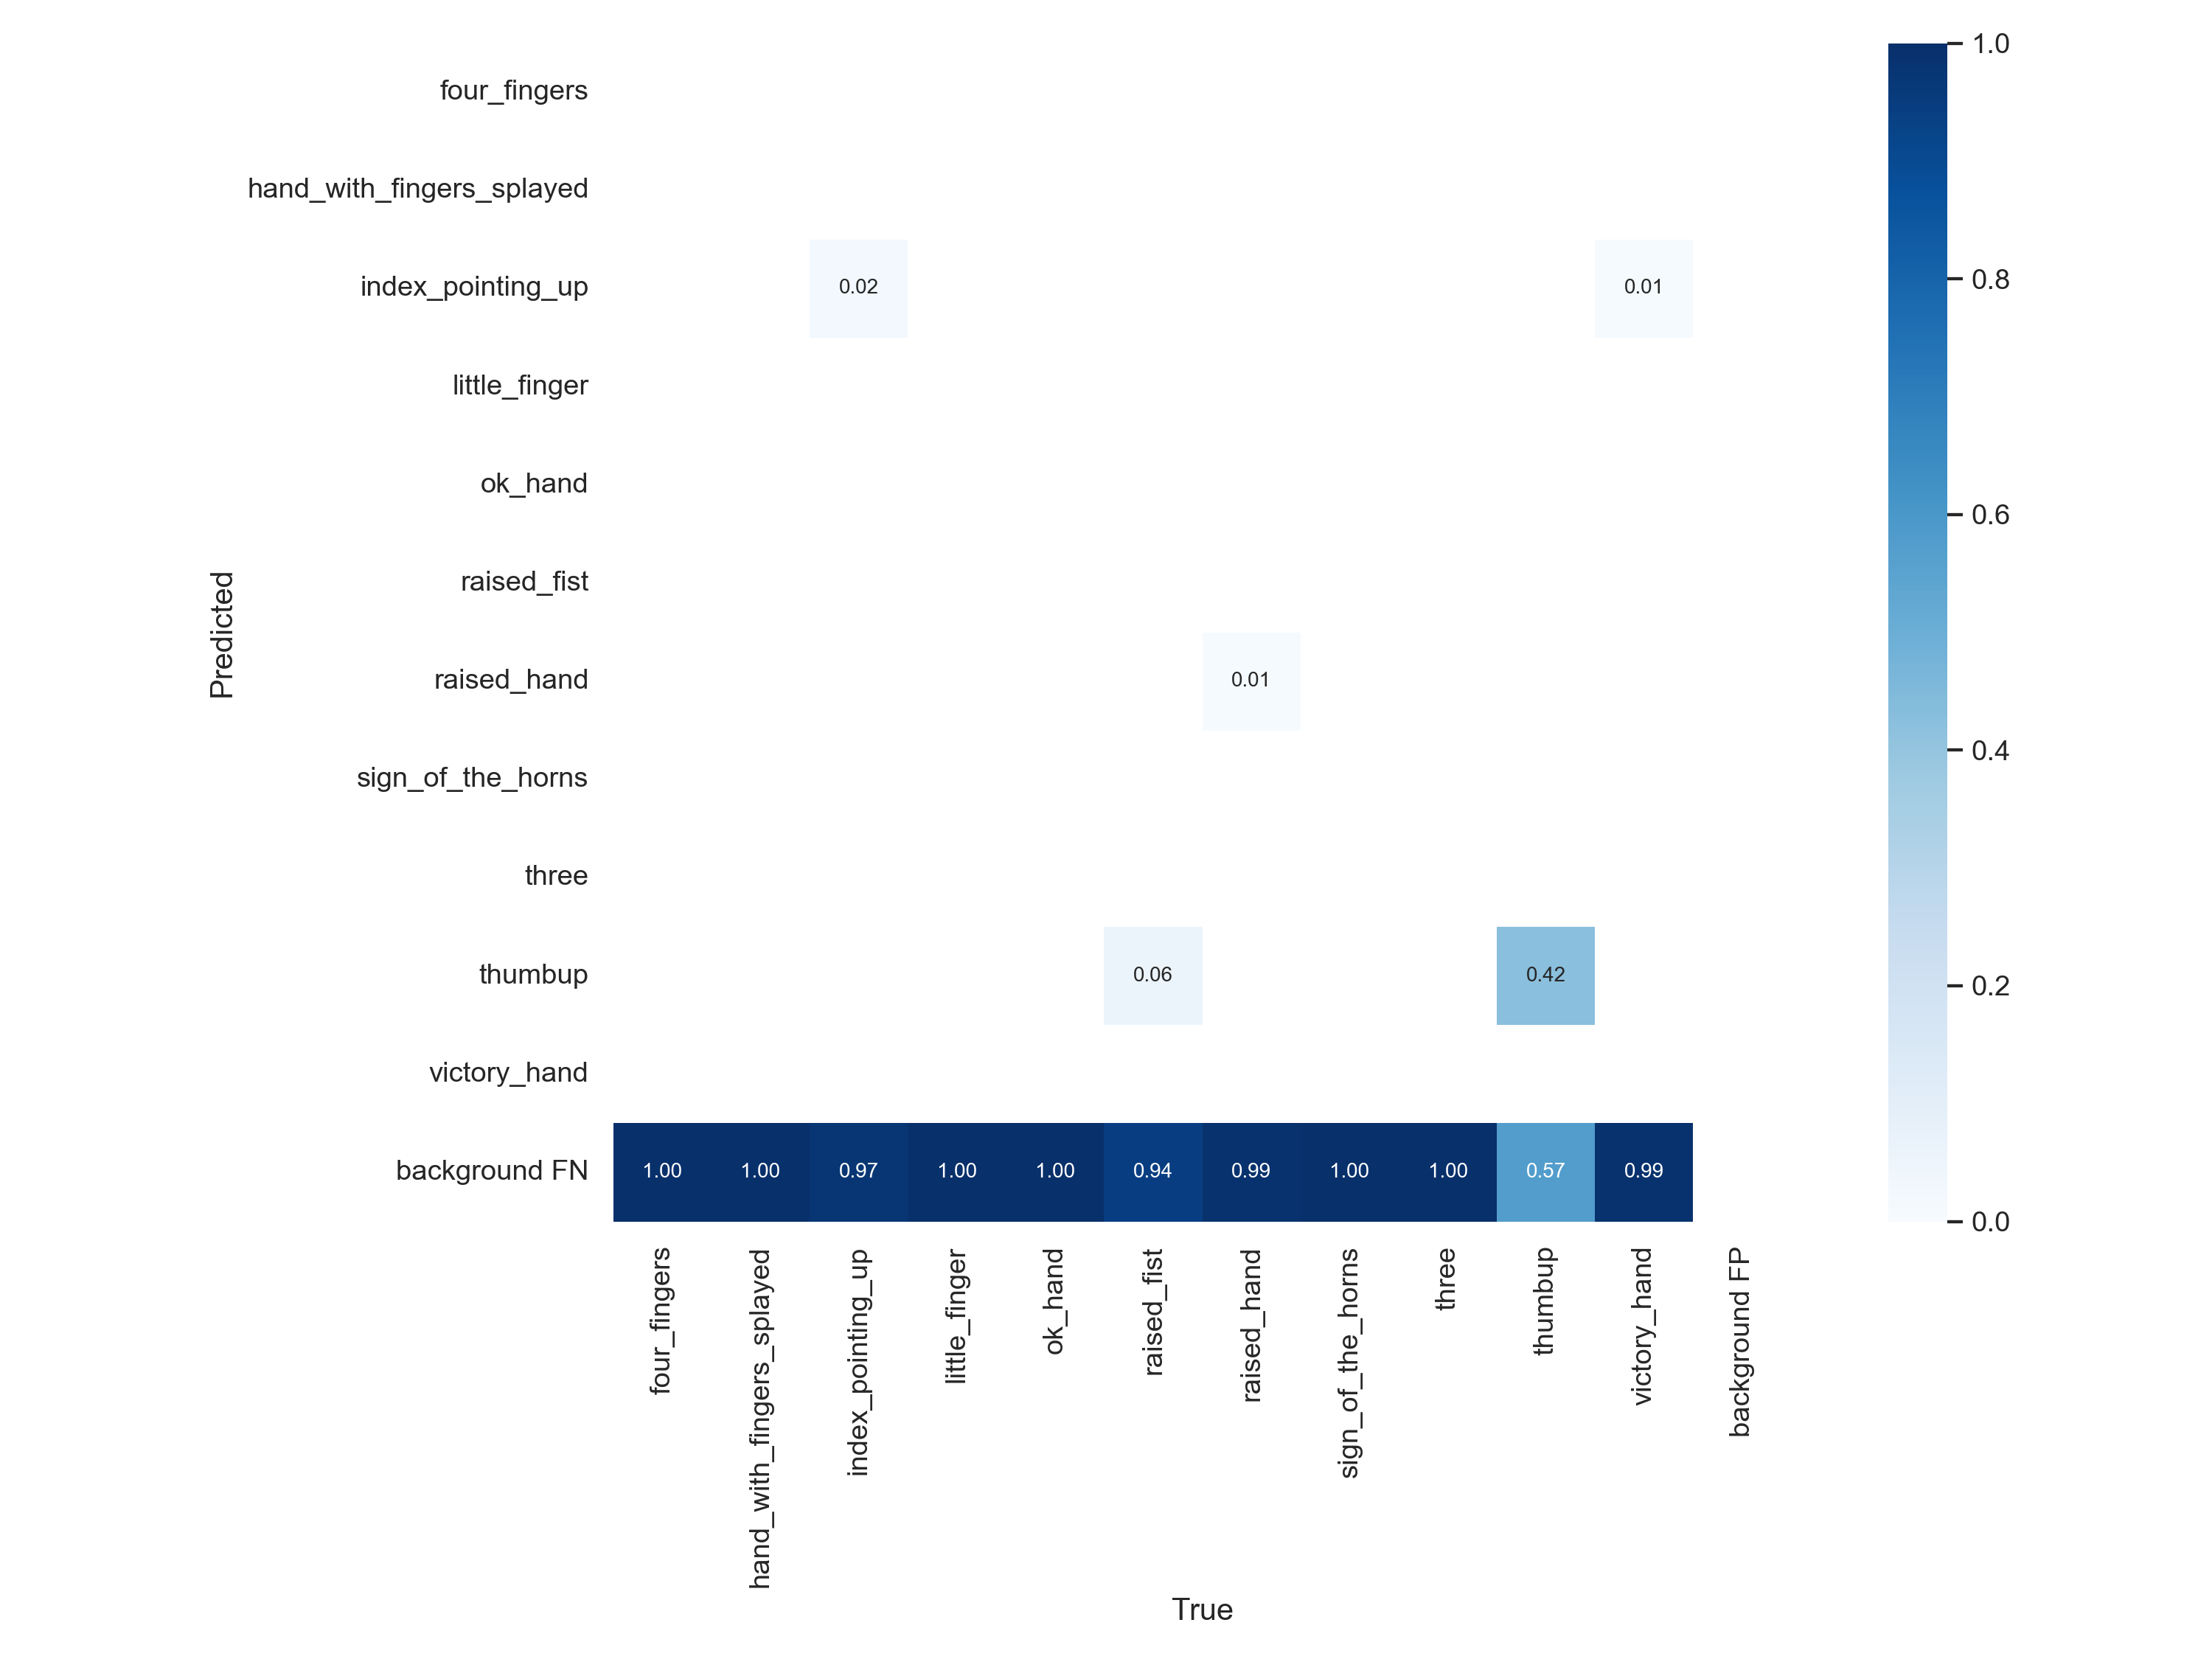 four_fingers
hand_with_fingers_splayed
index_pointing_up
0.02
0.01
little_finger
ok_hand
raised_fist
raised_hand
0.01
sign_of_the_horns
three
thumbup
0.06
0.42
victory_hand
background FN
1.00
1.00
0.97
1.00
1.00
0.94
0.99
1.00
1.00
0.57
0.99
Predicted
four_fingers
hand_with_fingers_splayed
index_pointing_up
little_finger
ok_hand
raised_fist
raised_hand
sign_of_the_horns
three
thumbup
victory_hand
background FP
True
1.0
0.8
0.6
0.4
0.2
0.0